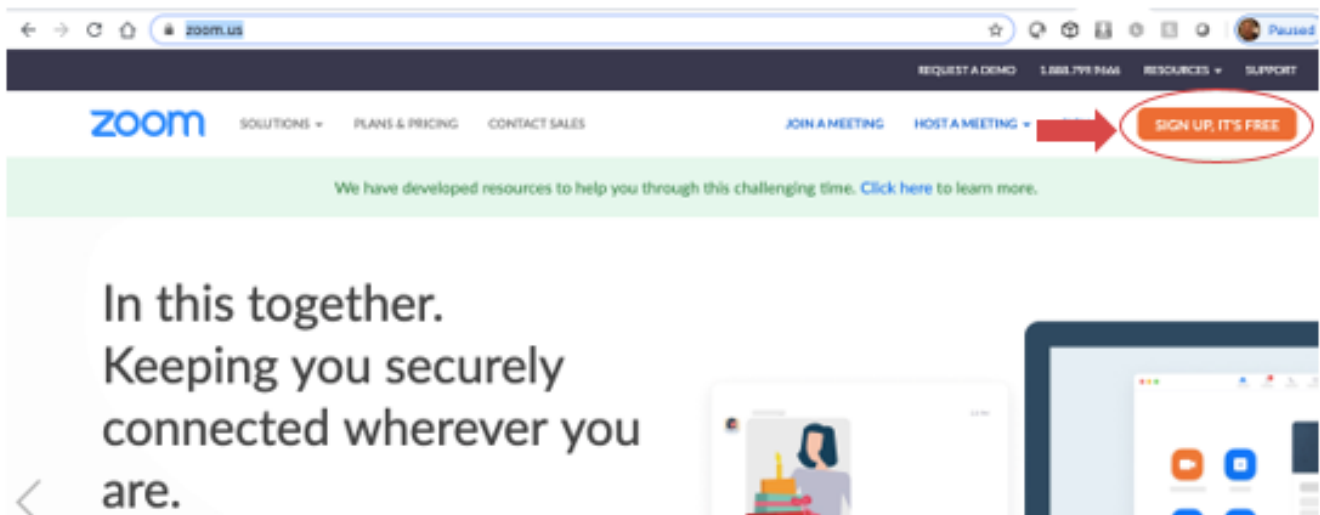 zoom.us
Paused
REQUEST A DEMO 1.888.799.9666 RESOURCES SUPPORT
zoom SOLUTIONS PLANS & PRICING CONTACT SALES JOIN A MEETING HOST A MEETING SIGN UP, IT'S FREE
We have developed resources to help you through this challenging time. Click here to learn more.
In this together.
Keeping you securely
connected wherever you
are.